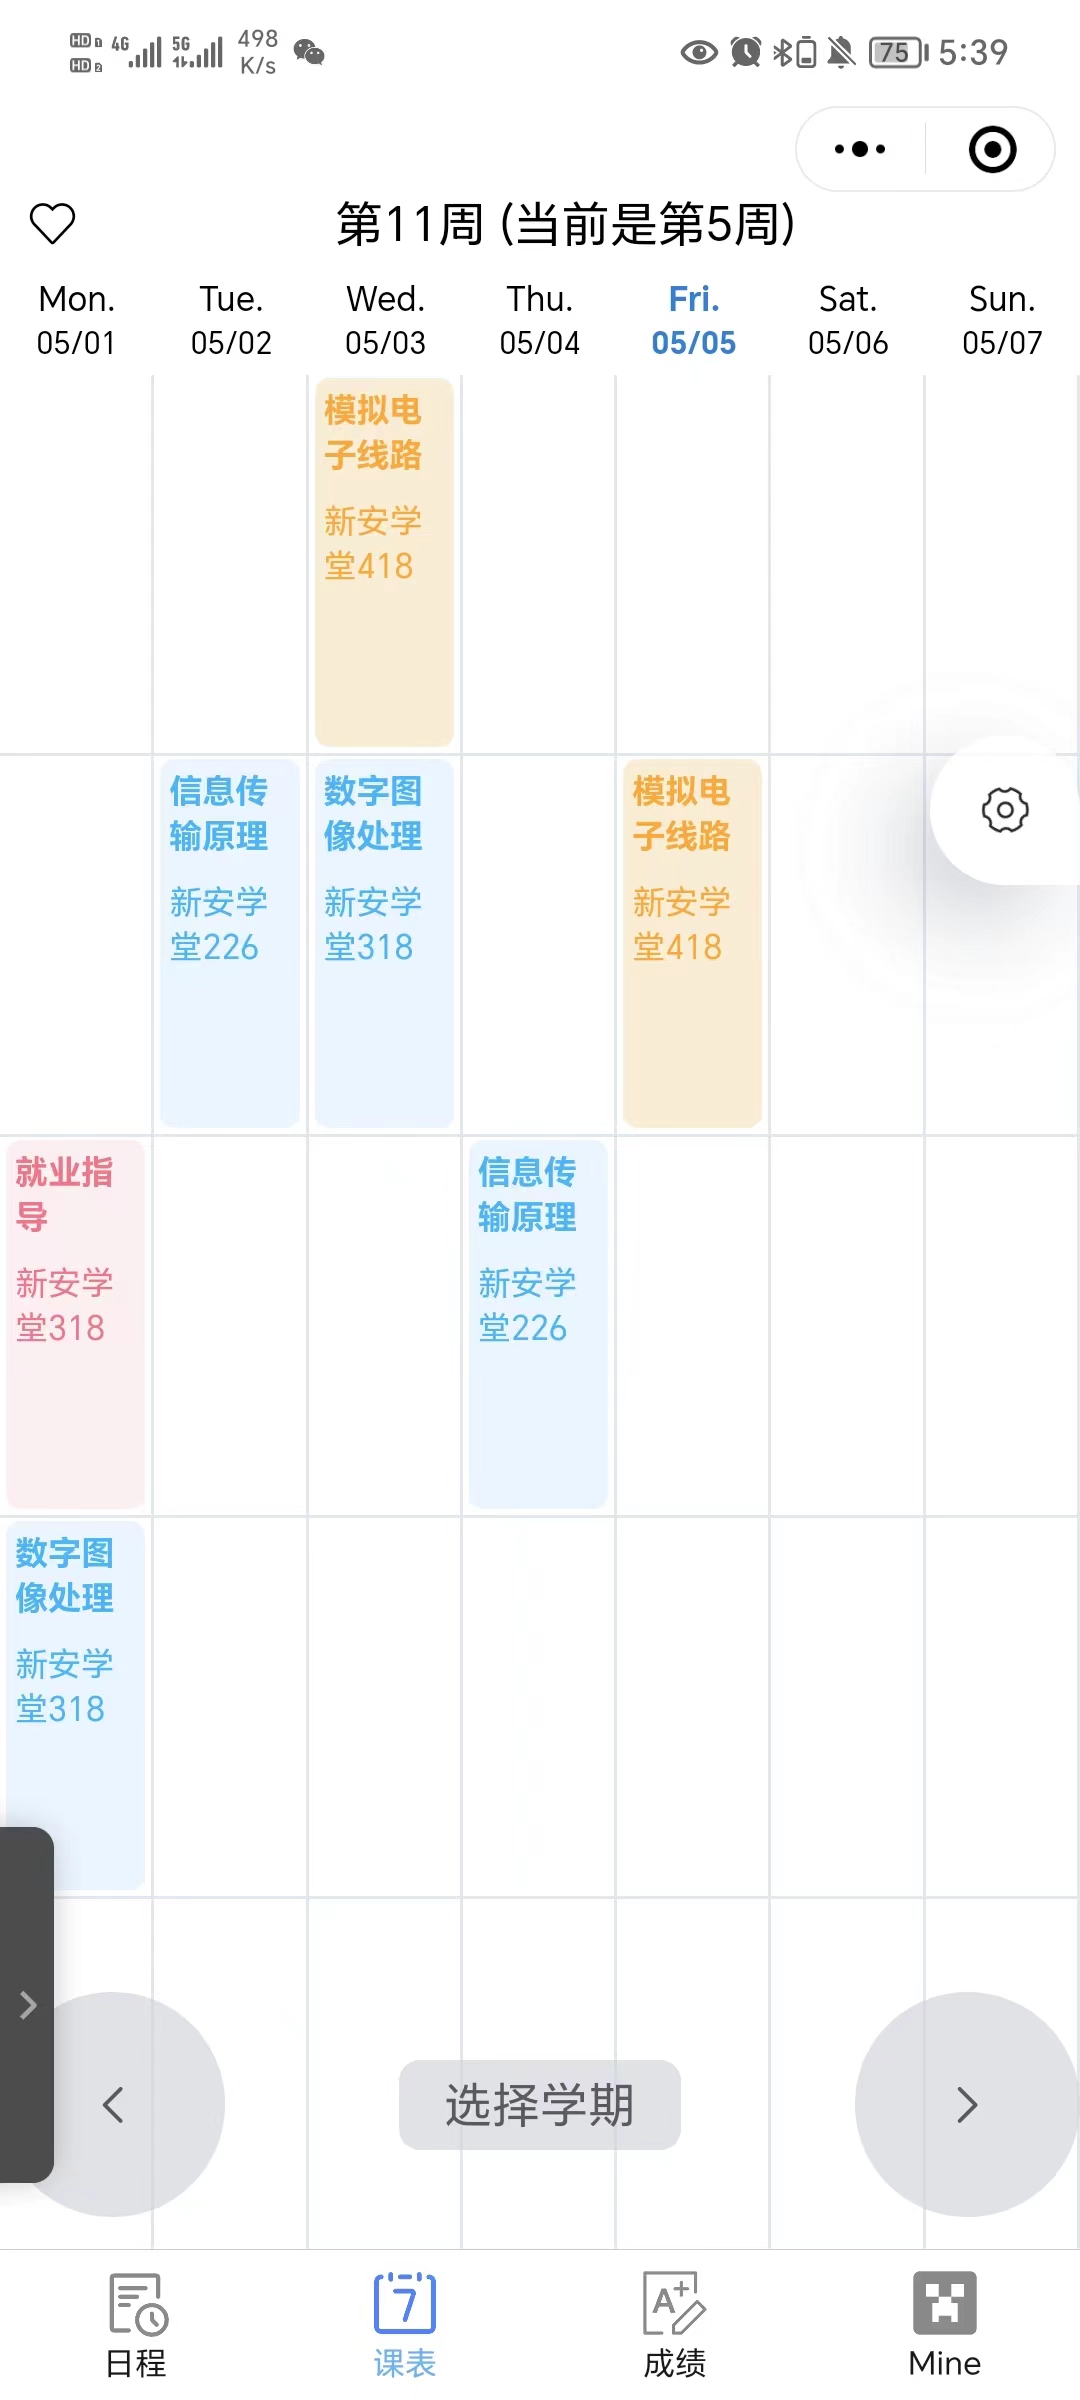 HD 1 4G 5G 498
HD 2 K/s
75 5:39
第11周 (当前是第5周)
Mon. Tue. Wed. Thu. Fri. Sat. Sun.
05/01 05/02 05/03 05/04 05/05 05/06 05/07
模拟电
子线路
新安学
堂418
信息传
输原理
新安学
堂226
数字图
像处理
新安学
堂318
模拟电
子线路
新安学
堂418
就业指
导
新安学
堂318
信息传
输原理
新安学
堂226
数字图
像处理
新安学
堂318
选择学期
7
A+
日程 课表 成绩 Mine